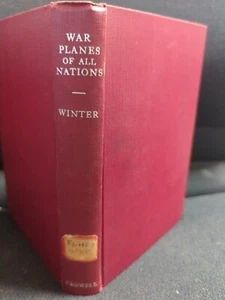 WAR
PLANES
OF ALL
NATIONS
WINTER
CROWELL